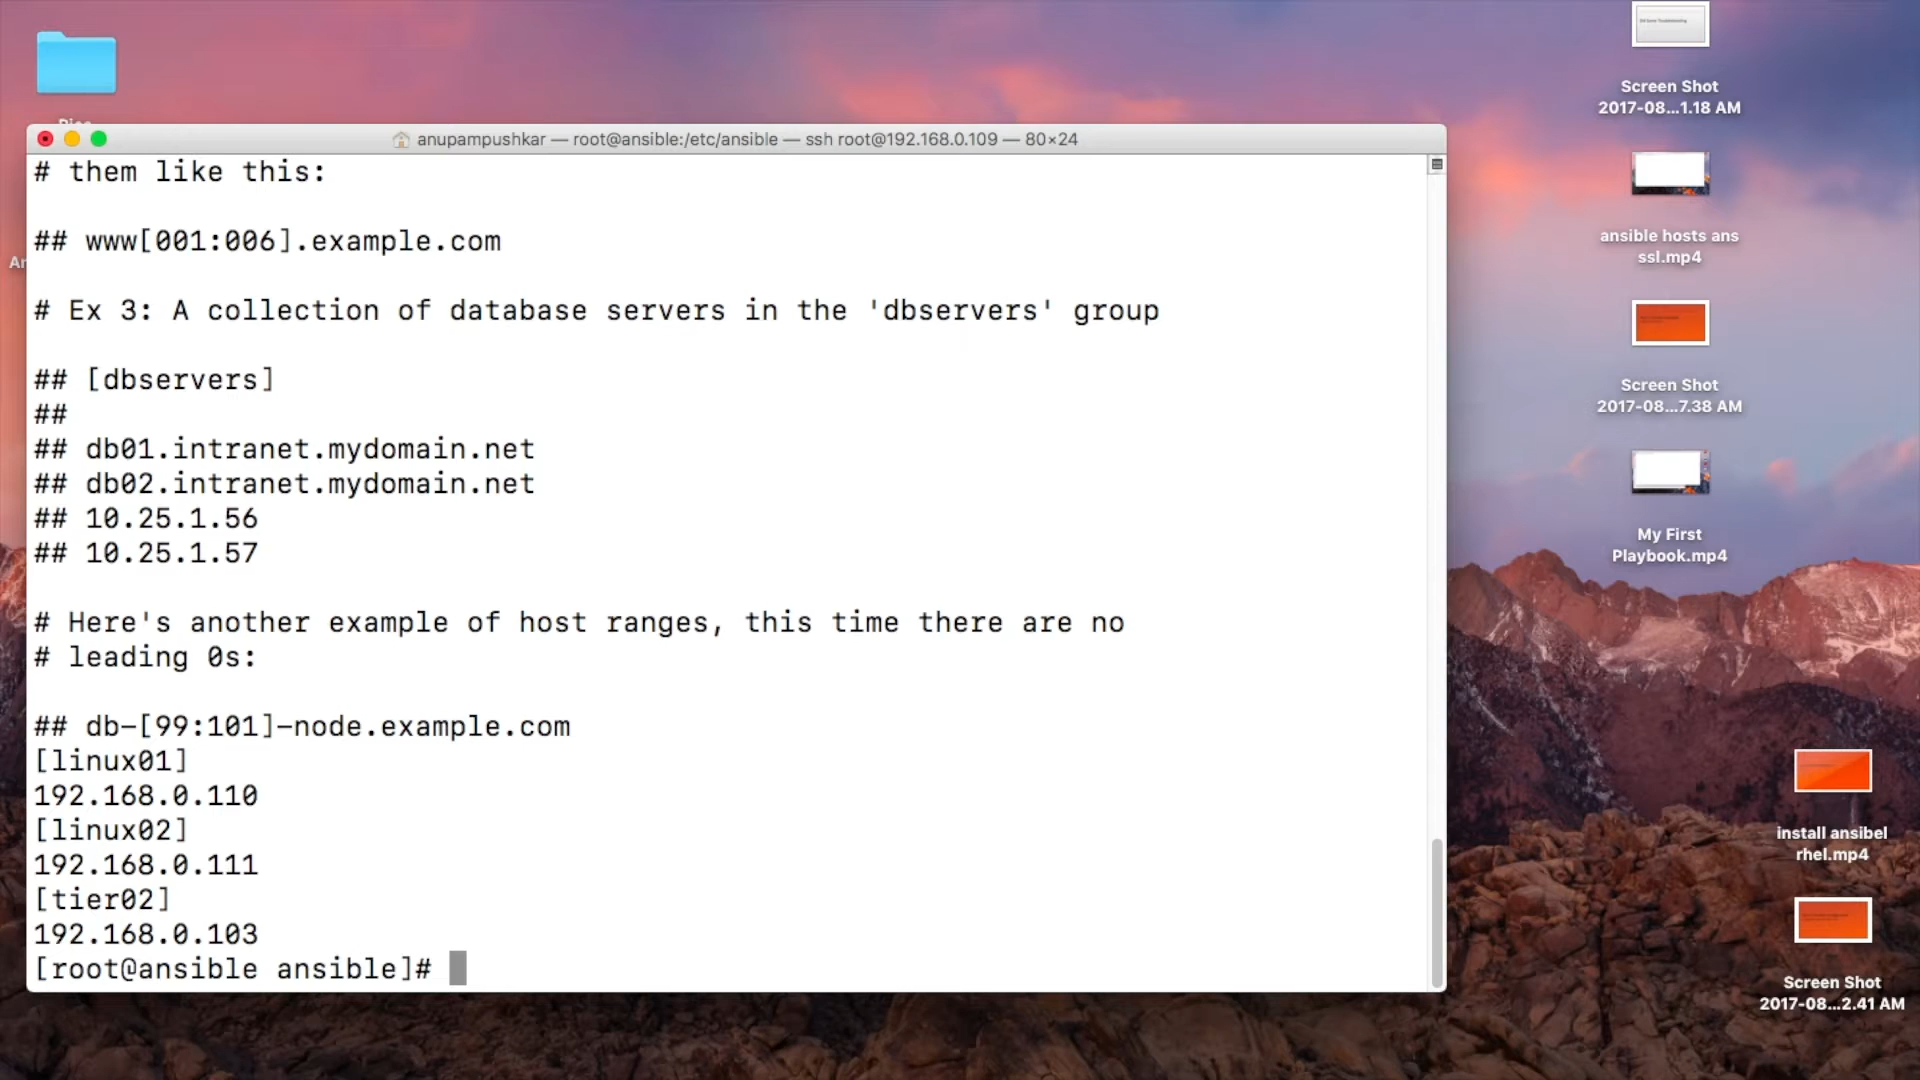 anupampushkar — root@ansible:/etc/ansible — ssh root@192.168.0.109 — 80×24
# them like this:
## www[001:006].example.com
# Ex 3: A collection of database servers in the 'dbservers' group
## [dbservers]
##
## db01.intranet.mydomain.net
## db02.intranet.mydomain.net
## 10.25.1.56
## 10.25.1.57
# Here's another example of host ranges, this time there are no
# leading 0s:
## db-[99:101]-node.example.com
[linux01]
192.168.0.110
[linux02]
192.168.0.111
[tier02]
192.168.0.103
[root@ansible ansible]#
Screen Shot
2017-08...1.18 AM
ansible hosts ans
ssl.mp4
Screen Shot
2017-08...7.38 AM
My First
Playbook.mp4
install ansibel
rhel.mp4
Screen Shot
2017-08...2.41 AM